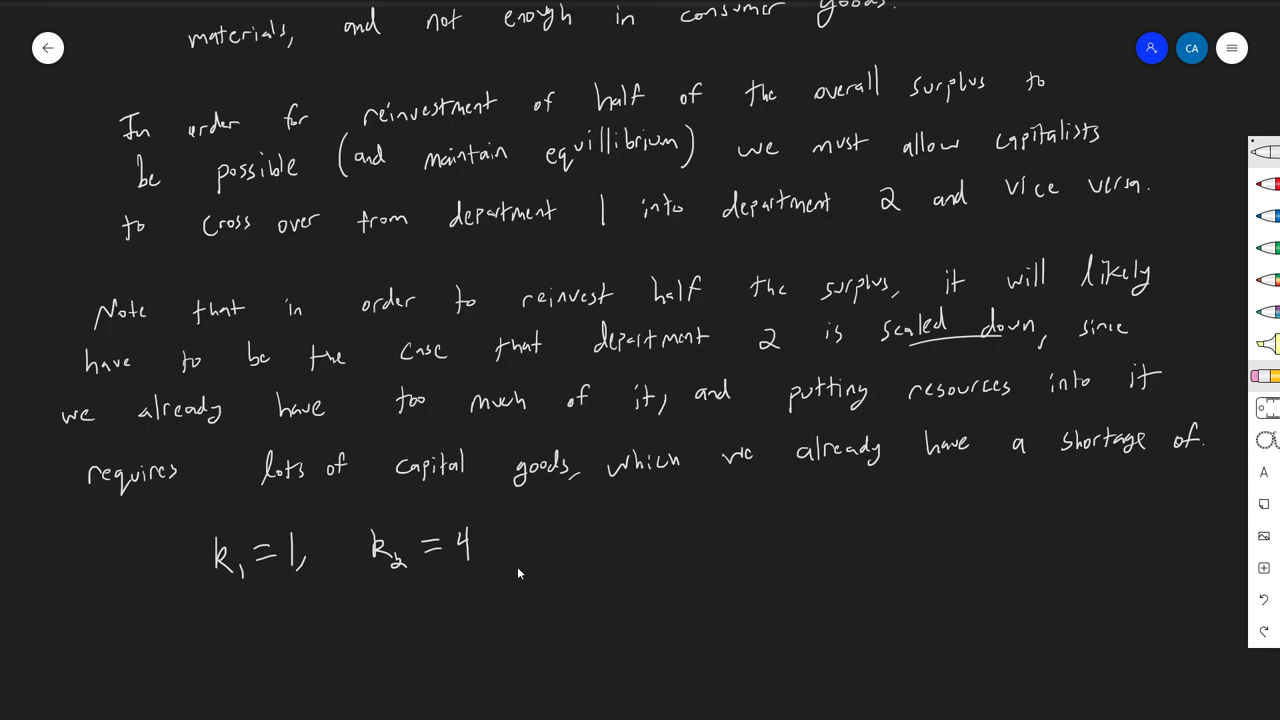 materials, and not enough in consumer goods.
CA
In order for reinvestment of half of the overall surplus to
be possible (and maintain equillibrium) we must allow capitalists
to cross over from department 1 into department 2 and vice versa.
Note that in order to reinvest half the surplus, it will likely
have to be the case that department 2 is scaled down, since
we already have too much of it, and putting resources into it
requires lots of capital goods, which we already have a shortage of.
k₁ = 1, k₂ = 4
A